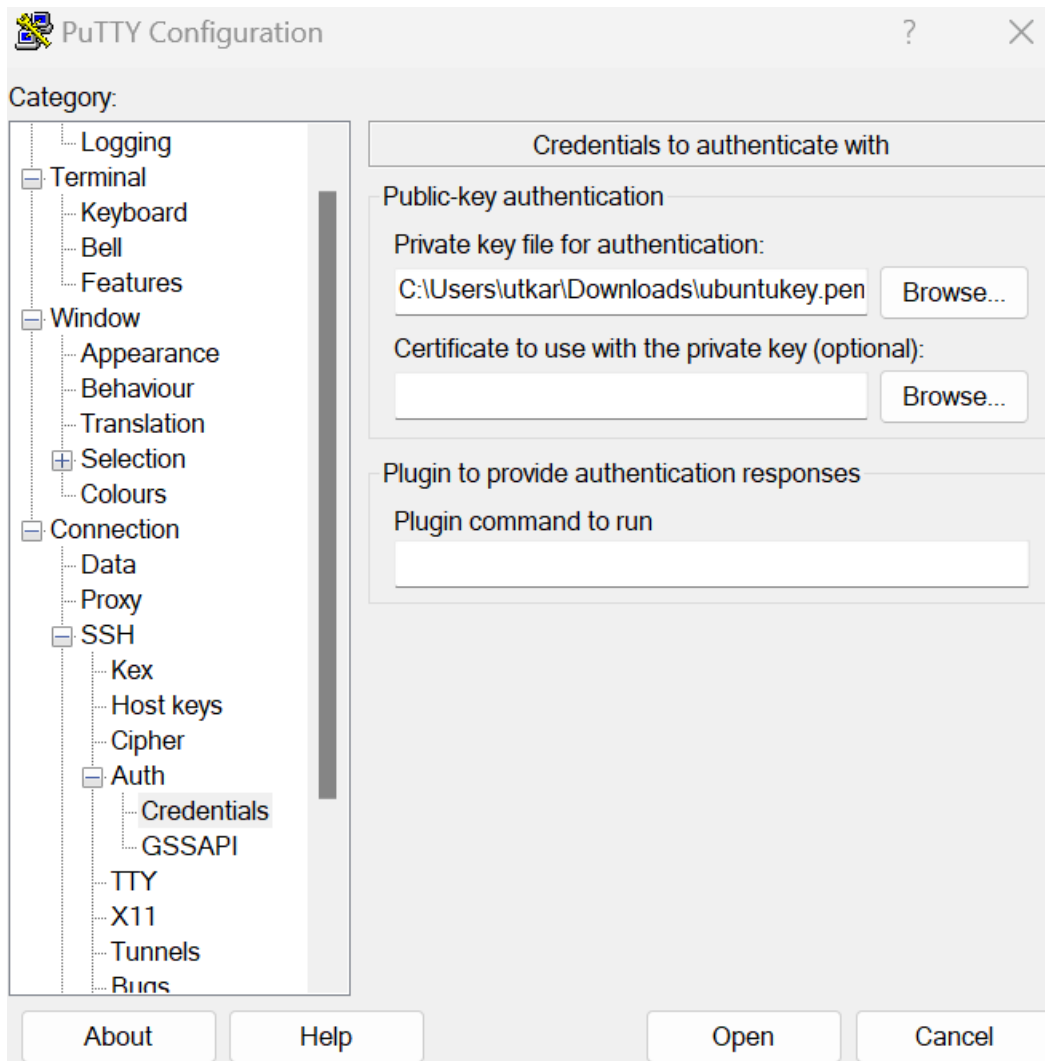 PuTTY Configuration
?
Category:
Logging
Terminal
Keyboard
Bell
Features
Window
Appearance
Behaviour
Translation
Selection
Colours
Connection
Data
Proxy
SSH
Kex
Host keys
Cipher
Auth
Credentials
GSSAPI
TTY
X11
Tunnels
Bugs
Credentials to authenticate with
Public-key authentication
Private key file for authentication:
C:\Users\utkar\Downloads\ubuntukey.pem Browse...
Certificate to use with the private key (optional):
Browse...
Plugin to provide authentication responses
Plugin command to run
About Help Open Cancel